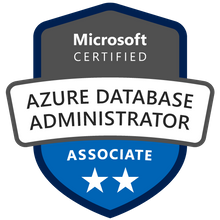 Microsoft
CERTIFIED
AZURE DATABASE
ADMINISTRATOR
ASSOCIATE